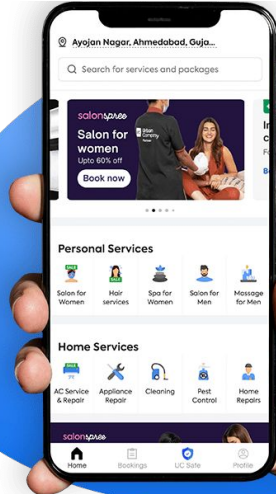 Ayojan Nagar, Ahmedabad, Guja...
Search for services and packages
salonspree
Salon for
women
Upto 60% off
Book now
Urban
Company
Personal Services
SALE
SALE
Salon for
Women
Hair
services
Spa for
Women
Salon for
Men
Massage
for Men
Home Services
SALE
AC Service
& Repair
Appliance
Repair
Cleaning
Pest
Control
Home
Repairs
salonspree
Home
Bookings
UC Safe
Profile